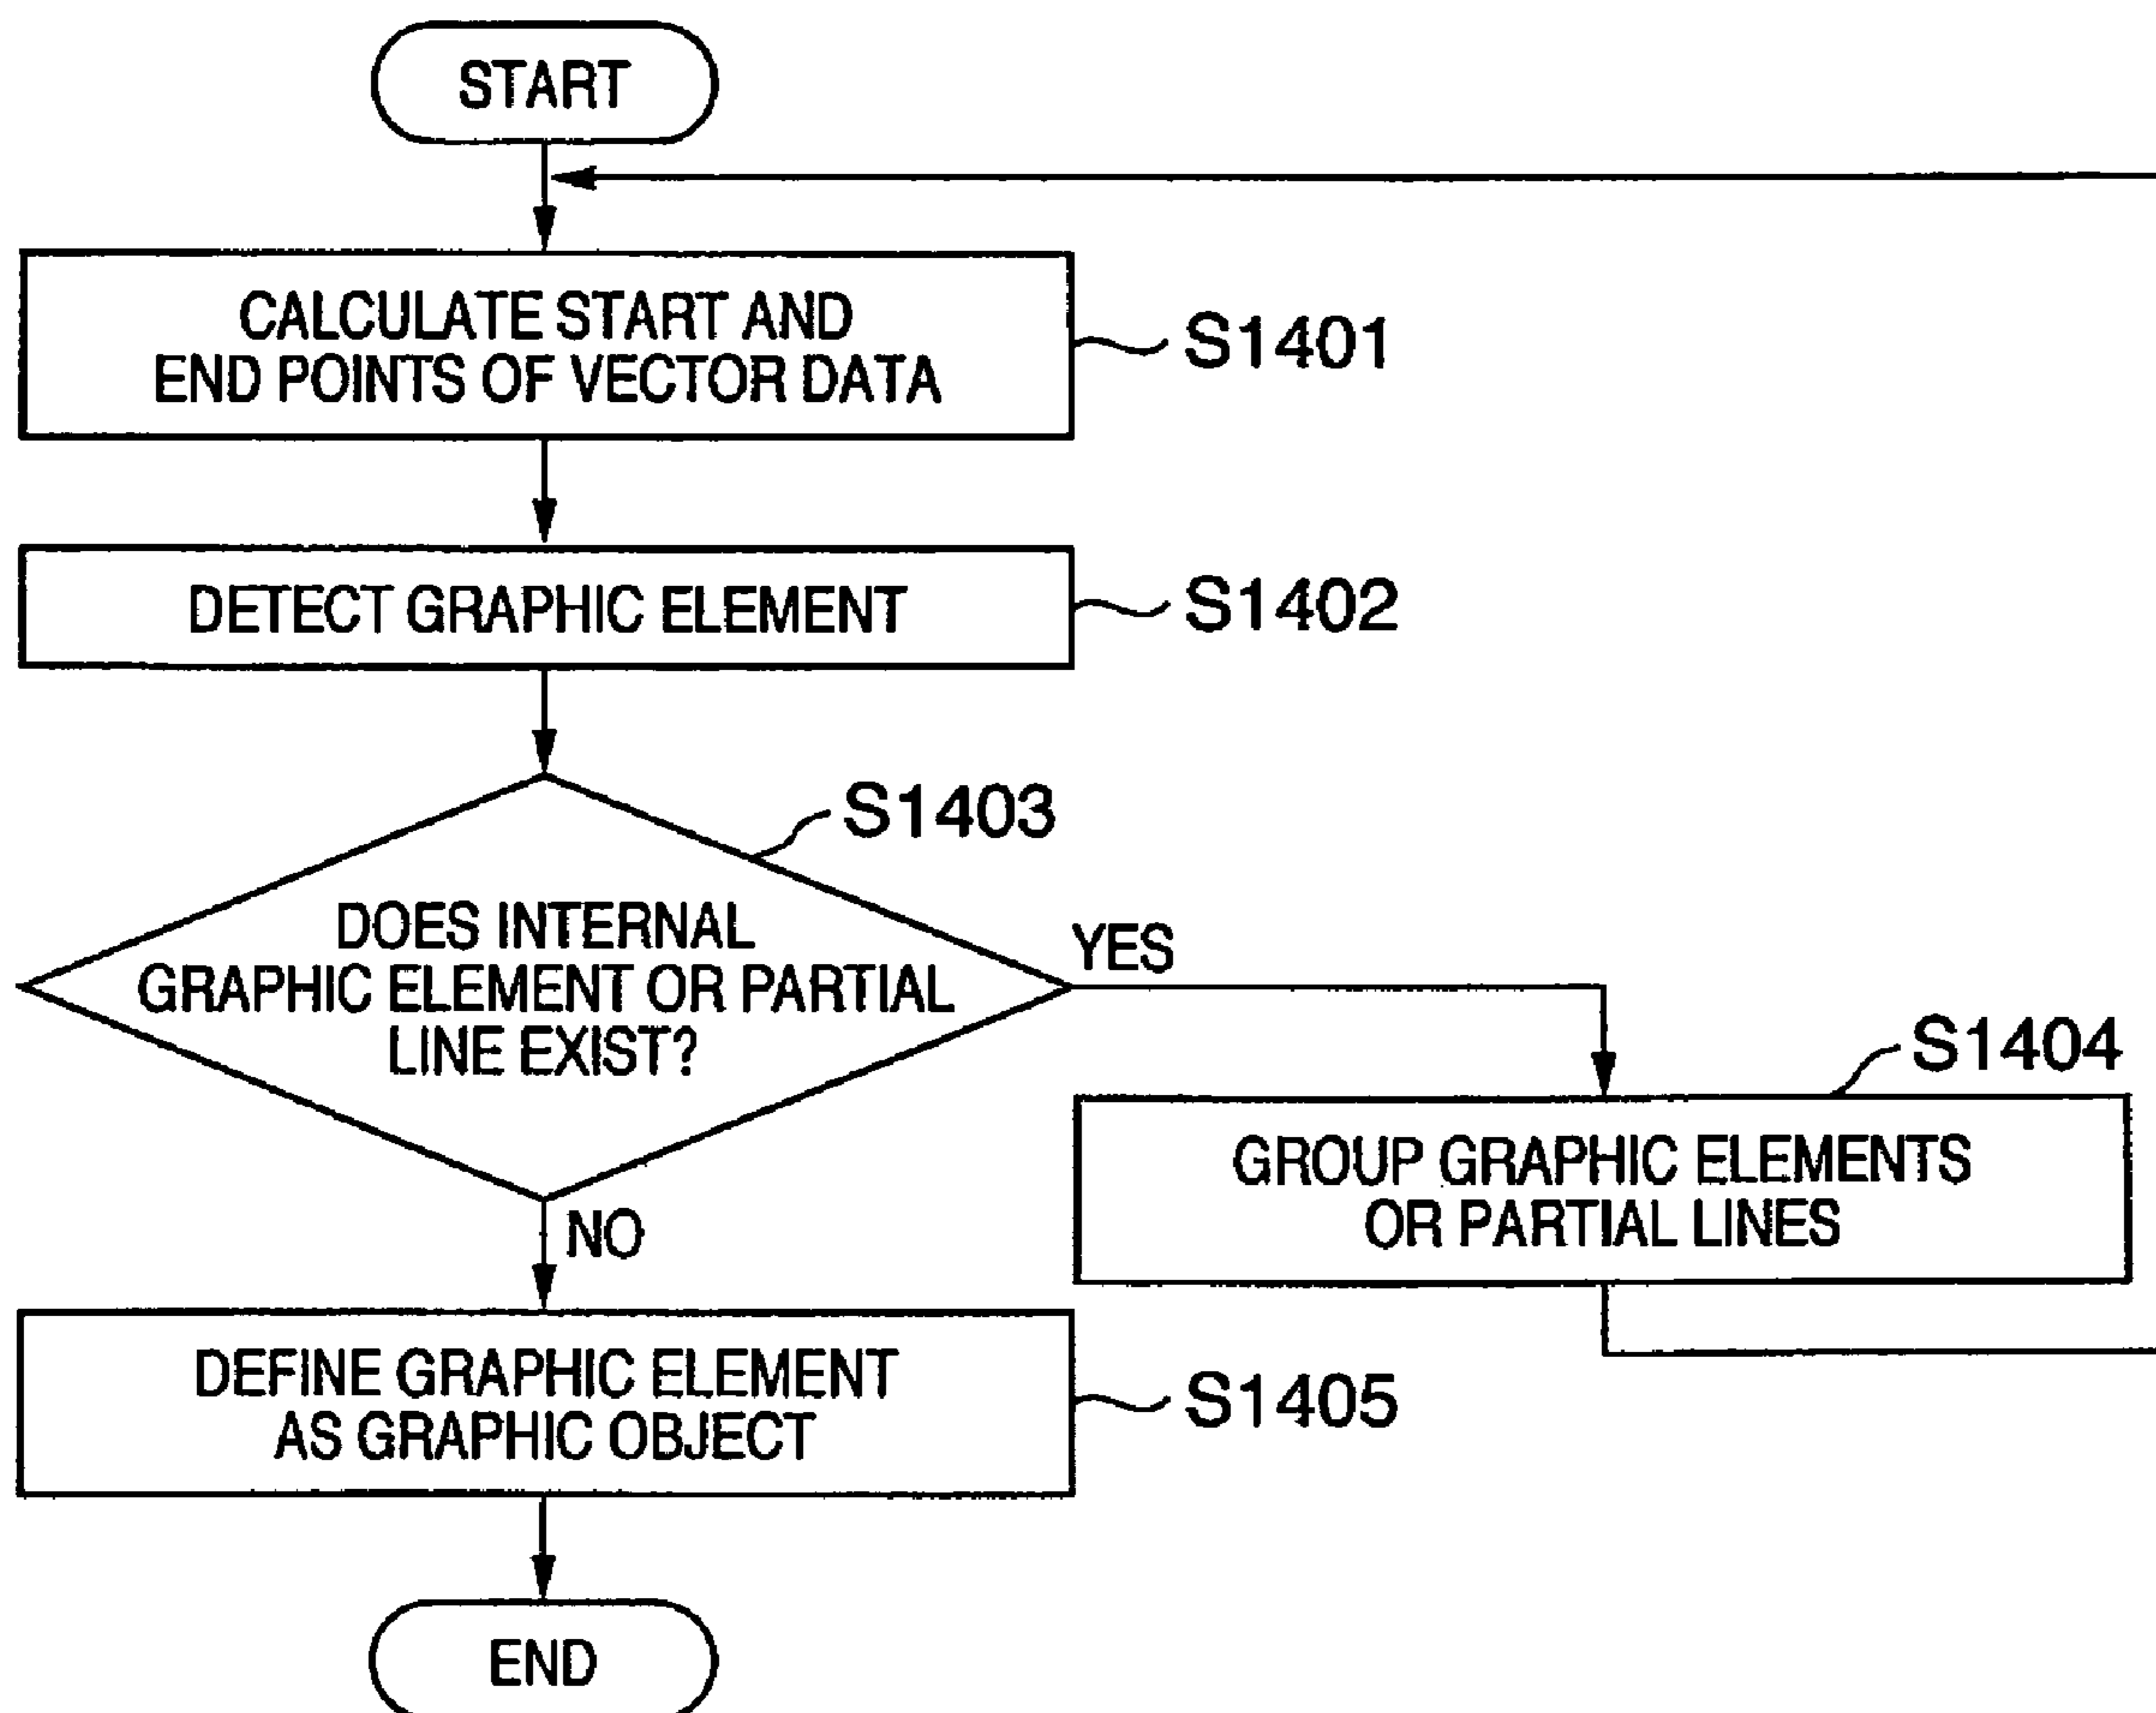 START
CALCULATE START AND
END POINTS OF VECTOR DATA
S1401
DETECT GRAPHIC ELEMENT
S1402
S1403
DOES INTERNAL
GRAPHIC ELEMENT OR PARTIAL
LINE EXIST?
YES
S1404
GROUP GRAPHIC ELEMENTS
OR PARTIAL LINES
NO
DEFINE GRAPHIC ELEMENT
AS GRAPHIC OBJECT
S1405
END